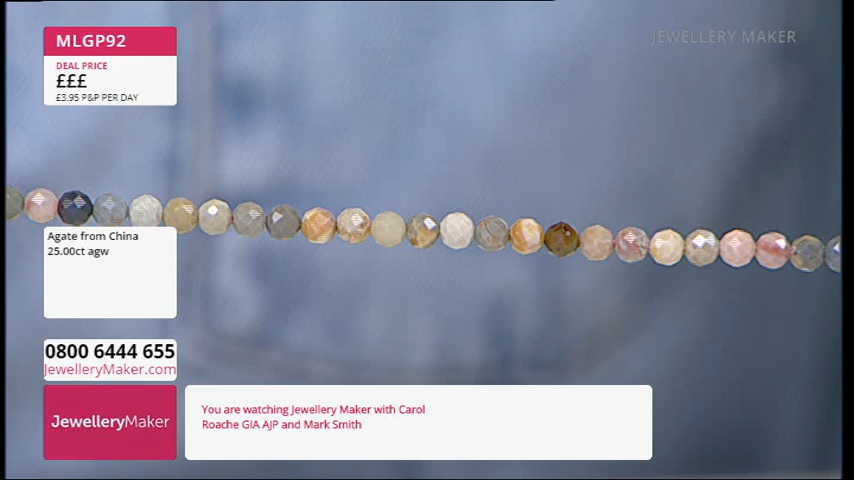 MLGP92
DEAL PRICE
£££
£3.95 P&P PER DAY
JEWELLERY MAKER
Agate from China
25.00ct agw
0800 6444 655
JewelleryMaker.com
JewelleryMaker
You are watching Jewellery Maker with Carol
Roache GIA AJP and Mark Smith